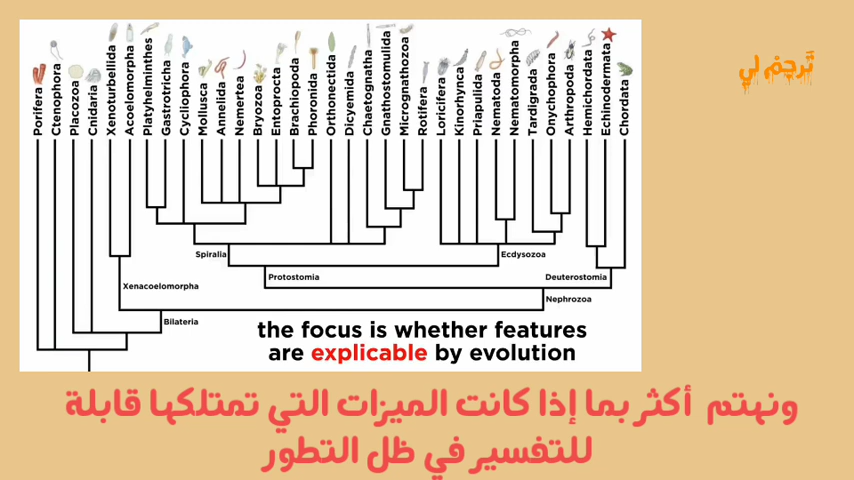 ترجم لي
Porifera
Ctenophora
Placozoa
Cnidaria
Xenoturbellida
Acoelomorpha
Platyhelminthes
Gastrotricha
Cycliophora
Mollusca
Annelida
Nemertea
Bryozoa
Entoprocta
Brachiopoda
Phoronida
Orthonectida
Dicyemida
Chaetognatha
Gnathostomulida
Micrognathozoa
Rotifera
Loricifera
Kinorhynca
Priapulida
Nematoda
Nematomorpha
Tardigrada
Onychophora
Arthropoda
Hemichordata
Echinodermata
Chordata
Spiralia
Ecdysozoa
Protostomia
Deuterostomia
Xenacoelomorpha
Nephrozoa
Bilateria
the focus is whether features
are explicable by evolution
ونهتم أكثر بما إذا كانت الميزات التي تمتلكها قابلة
للتفسير في ظل التطور